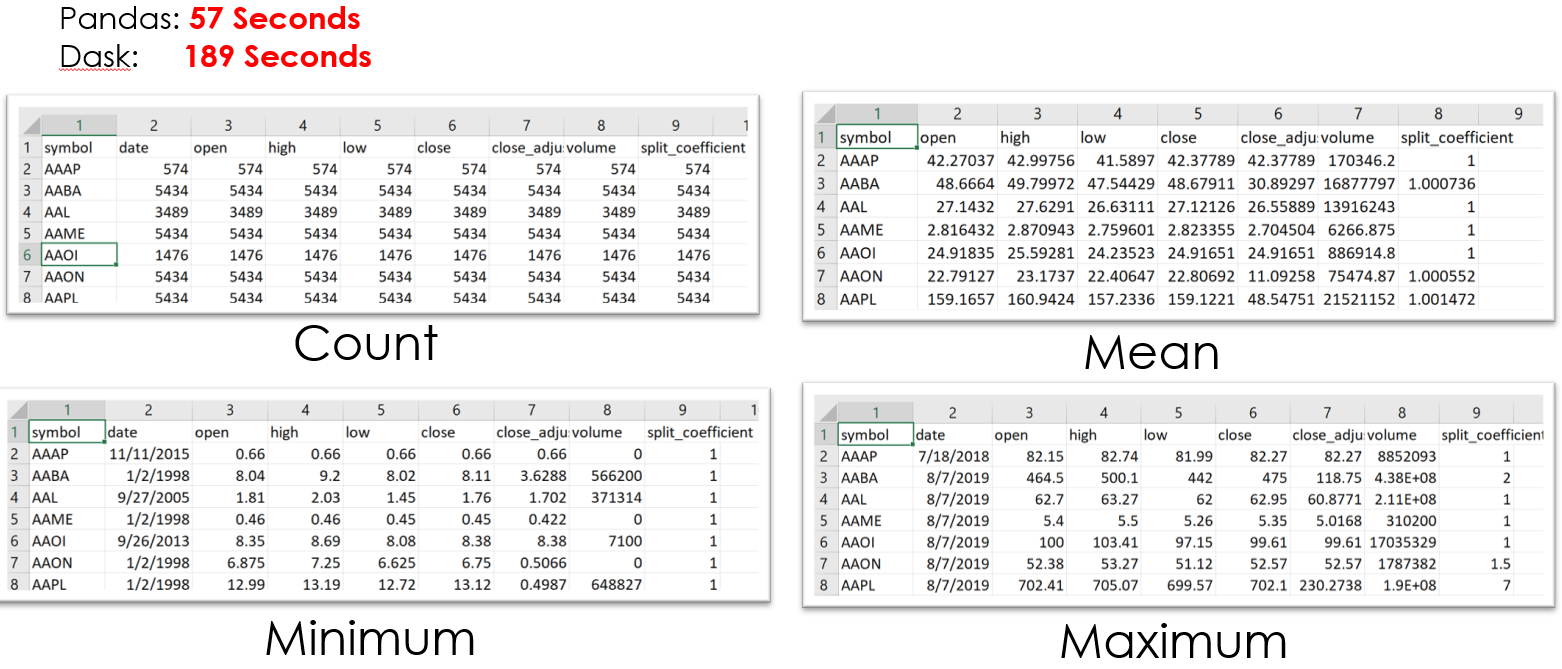 Pandas: 57 Seconds
Dask: 189 Seconds
1 2 3 4 5 6 7 8 9 1
1 symbol date open high low close close_adju volume split_coefficient
2 AAAP 574 574 574 574 574 574 574 574
3 AABA 5434 5434 5434 5434 5434 5434 5434 5434
4 AAL 3489 3489 3489 3489 3489 3489 3489 3489
5 AAME 5434 5434 5434 5434 5434 5434 5434 5434
6 AAOI 1476 1476 1476 1476 1476 1476 1476 1476
7 AAON 5434 5434 5434 5434 5434 5434 5434 5434
8 AAPL 5434 5434 5434 5434 5434 5434 5434 5434
Count
1 2 3 4 5 6 7 8 9
1 symbol open high low close close_adju volume split_coefficient
2 AAAP 42.27037 42.99756 41.5897 42.37789 42.37789 170346.2 1
3 AABA 48.6664 49.79972 47.54429 48.67911 30.89297 16877797 1.000736
4 AAL 27.1432 27.6291 26.63111 27.12126 26.55889 13916243 1
5 AAME 2.816432 2.870943 2.759601 2.823355 2.704504 6266.875 1
6 AAOI 24.91835 25.59281 24.23523 24.91651 24.91651 886914.8 1
7 AAON 22.79127 23.1737 22.40647 22.80692 11.09258 75474.87 1.000552
8 AAPL 159.1657 160.9424 157.2336 159.1221 48.54751 21521152 1.001472
Mean
1 2 3 4 5 6 7 8 9 1
1 symbol date open high low close close_adju volume split_coefficient
2 AAAP 11/11/2015 0.66 0.66 0.66 0.66 0.66 0 1
3 AABA 1/2/1998 8.04 9.2 8.02 8.11 3.6288 566200 1
4 AAL 9/27/2005 1.81 2.03 1.45 1.76 1.702 371314 1
5 AAME 1/2/1998 0.46 0.46 0.45 0.45 0.422 0 1
6 AAOI 9/26/2013 8.35 8.69 8.08 8.38 8.38 7100 1
7 AAON 1/2/1998 6.875 7.25 6.625 6.75 0.5066 0 1
8 AAPL 1/2/1998 12.99 13.19 12.72 13.12 0.4987 648827 1
Minimum
1 2 3 4 5 6 7 8 9
1 symbol date open high low close close_adju volume split_coefficient
2 AAAP 7/18/2018 82.15 82.74 81.99 82.27 82.27 8852093 1
3 AABA 8/7/2019 464.5 500.1 442 475 118.75 4.38E+08 2
4 AAL 8/7/2019 62.7 63.27 62 62.95 60.8771 2.11E+08 1
5 AAME 8/7/2019 5.4 5.5 5.26 5.35 5.0168 310200 1
6 AAOI 8/7/2019 100 103.41 97.15 99.61 99.61 17035329 1
7 AAON 8/7/2019 52.38 53.27 51.12 52.57 52.57 1787382 1.5
8 AAPL 8/7/2019 702.41 705.07 699.57 702.1 230.2738 1.9E+08 7
Maximum